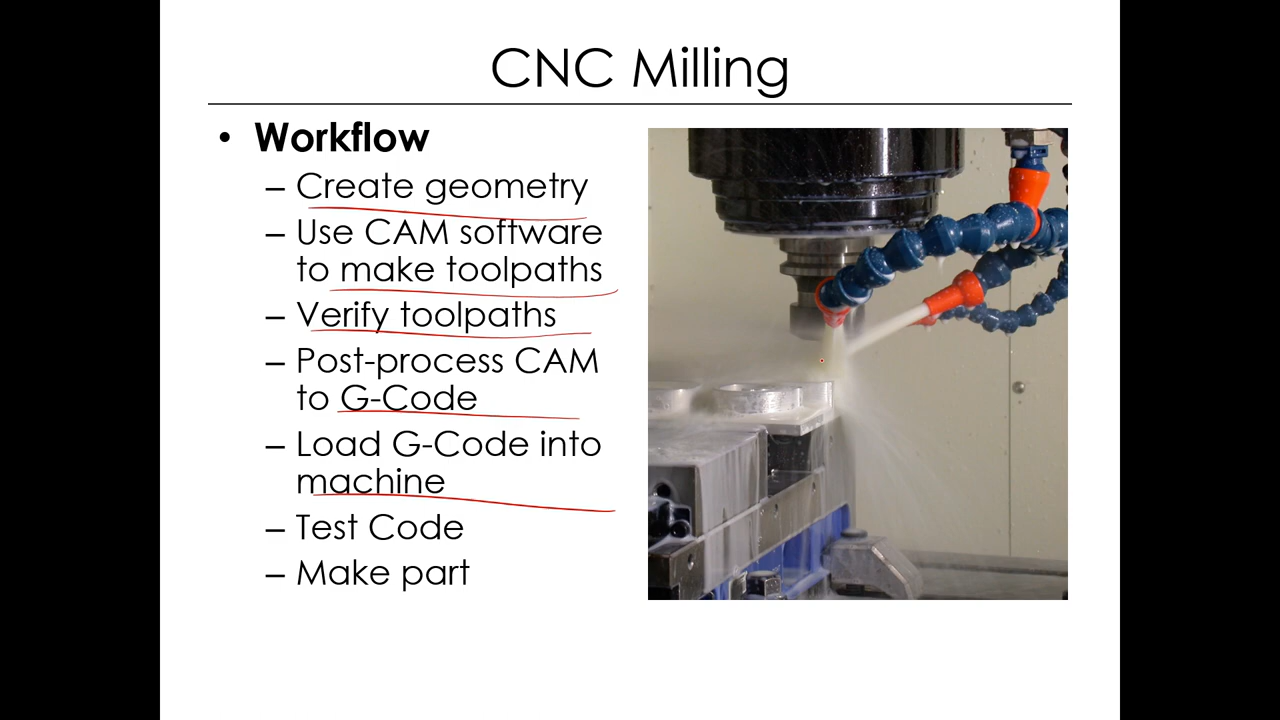 CNC Milling
• Workflow
– Create geometry
– Use CAM software
to make toolpaths
– Verify toolpaths
– Post-process CAM
to G-Code
– Load G-Code into
machine
– Test Code
– Make part